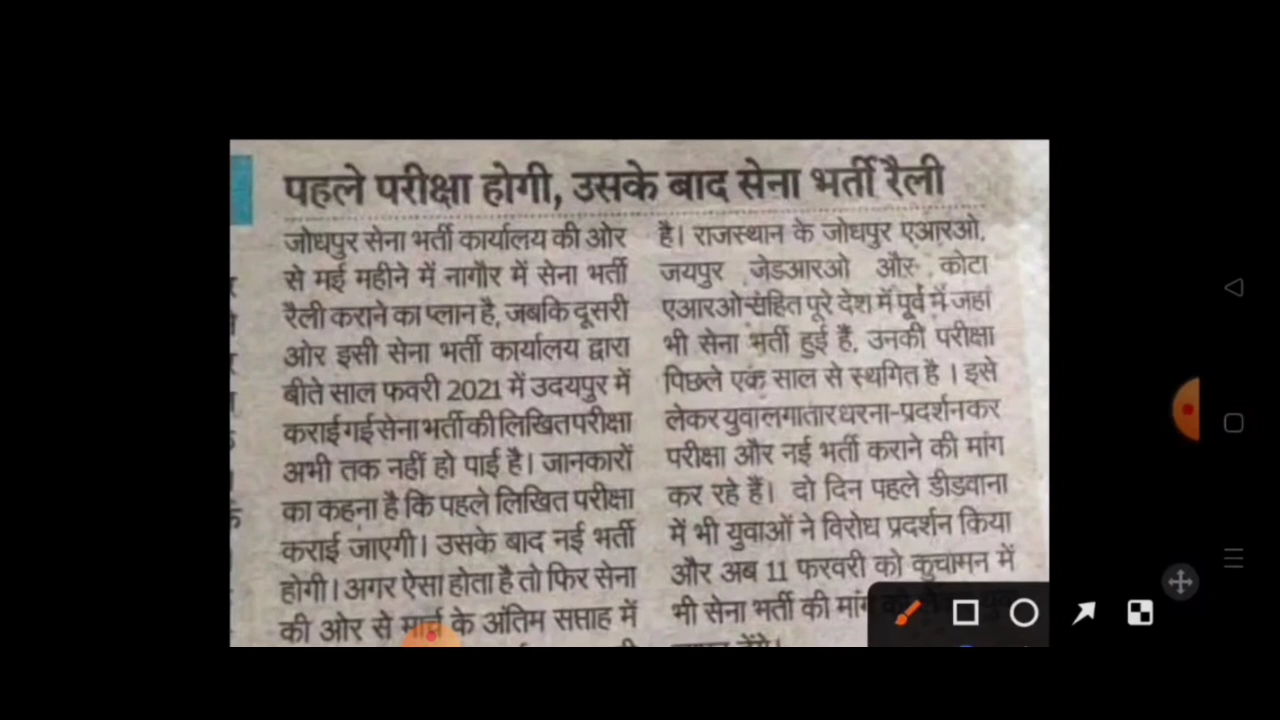 पहले परीक्षा होगी, उसके बाद सेना भर्ती रैली
जोधपुर सेना भर्ती कार्यालय की ओर
से मई महीने में नागौर में सेना भर्ती
रैली कराने का प्लान है, जबकि दूसरी
ओर इसी सेना भर्ती कार्यालय द्वारा
बीते साल फवरी 2021 में उदयपुर में
कराई गई सेना भर्ती की लिखित परीक्षा
अभी तक नहीं हो पाई है। जानकारों
का कहना है कि पहले लिखित परीक्षा
कराई जाएगी। उसके बाद नई भर्ती
होगी। अगर ऐसा होता है तो फिर सेना
की ओर से मार्च के अंतिम सप्ताह में
है। राजस्थान के जोधपुर एआरओ,
जयपुर जेडआरओ और कोटा
एआरओ सहित पूरे देश में पूर्व में जहां
भी सेना भर्ती हुई हैं, उनकी परीक्षा
पिछले एक साल से स्थगित है । इसे
लेकर युवा लगातार धरना-प्रदर्शन कर
परीक्षा और नई भर्ती कराने की मांग
कर रहे हैं। दो दिन पहले डीडवाना
में भी युवाओं ने विरोध प्रदर्शन किया
और अब 11 फरवरी को कुचामन में
भी सेना भर्ती की मांग